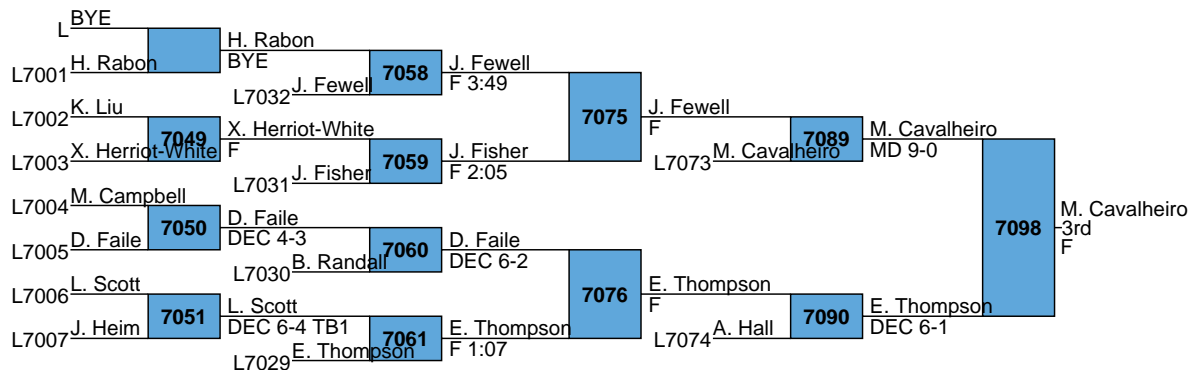 BYE
L
H. Rabon
BYE
H. Rabon
L7001
7058
J. Fewell
F 3:49
J. Fewell
L7032
K. Liu
L7002
7049
X. Herriot-White
F
X. Herriot-White
L7003
7059
J. Fisher
F 2:05
J. Fisher
L7031
7075
J. Fewell
F
M. Cavalheiro
L7073
7089
M. Cavalheiro
MD 9-0
M. Campbell
L7004
7050
D. Faile
DEC 4-3
D. Faile
L7005
7060
D. Faile
DEC 6-2
B. Randall
L7030
L. Scott
L7006
7051
L. Scott
DEC 6-4 TB1
J. Heim
L7007
7061
E. Thompson
F 1:07
E. Thompson
L7029
7076
E. Thompson
F
A. Hall
L7074
7090
E. Thompson
DEC 6-1
7098
M. Cavalheiro
3rd
F